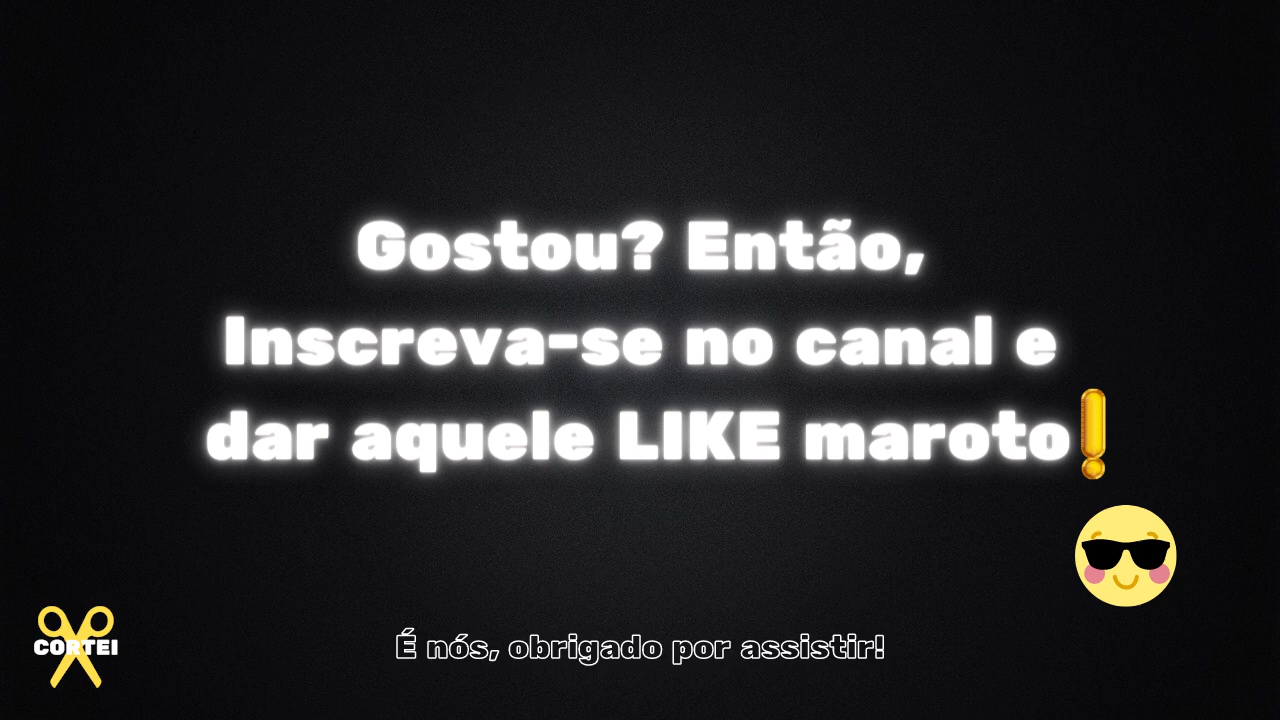 Gostou? Então,
Inscreva-se no canal e
dar aquele LIKE maroto!
CORTEI
É nós, obrigado por assistir!